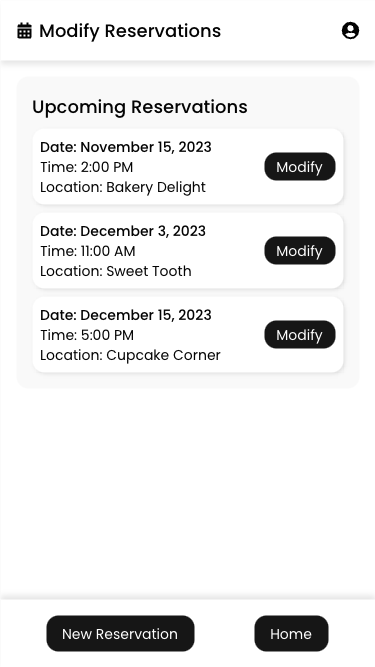 Modify Reservations
Upcoming Reservations
Date: November 15, 2023
Time: 2:00 PM
Location: Bakery Delight
Modify
Date: December 3, 2023
Time: 11:00 AM
Location: Sweet Tooth
Modify
Date: December 15, 2023
Time: 5:00 PM
Location: Cupcake Corner
Modify
New Reservation
Home